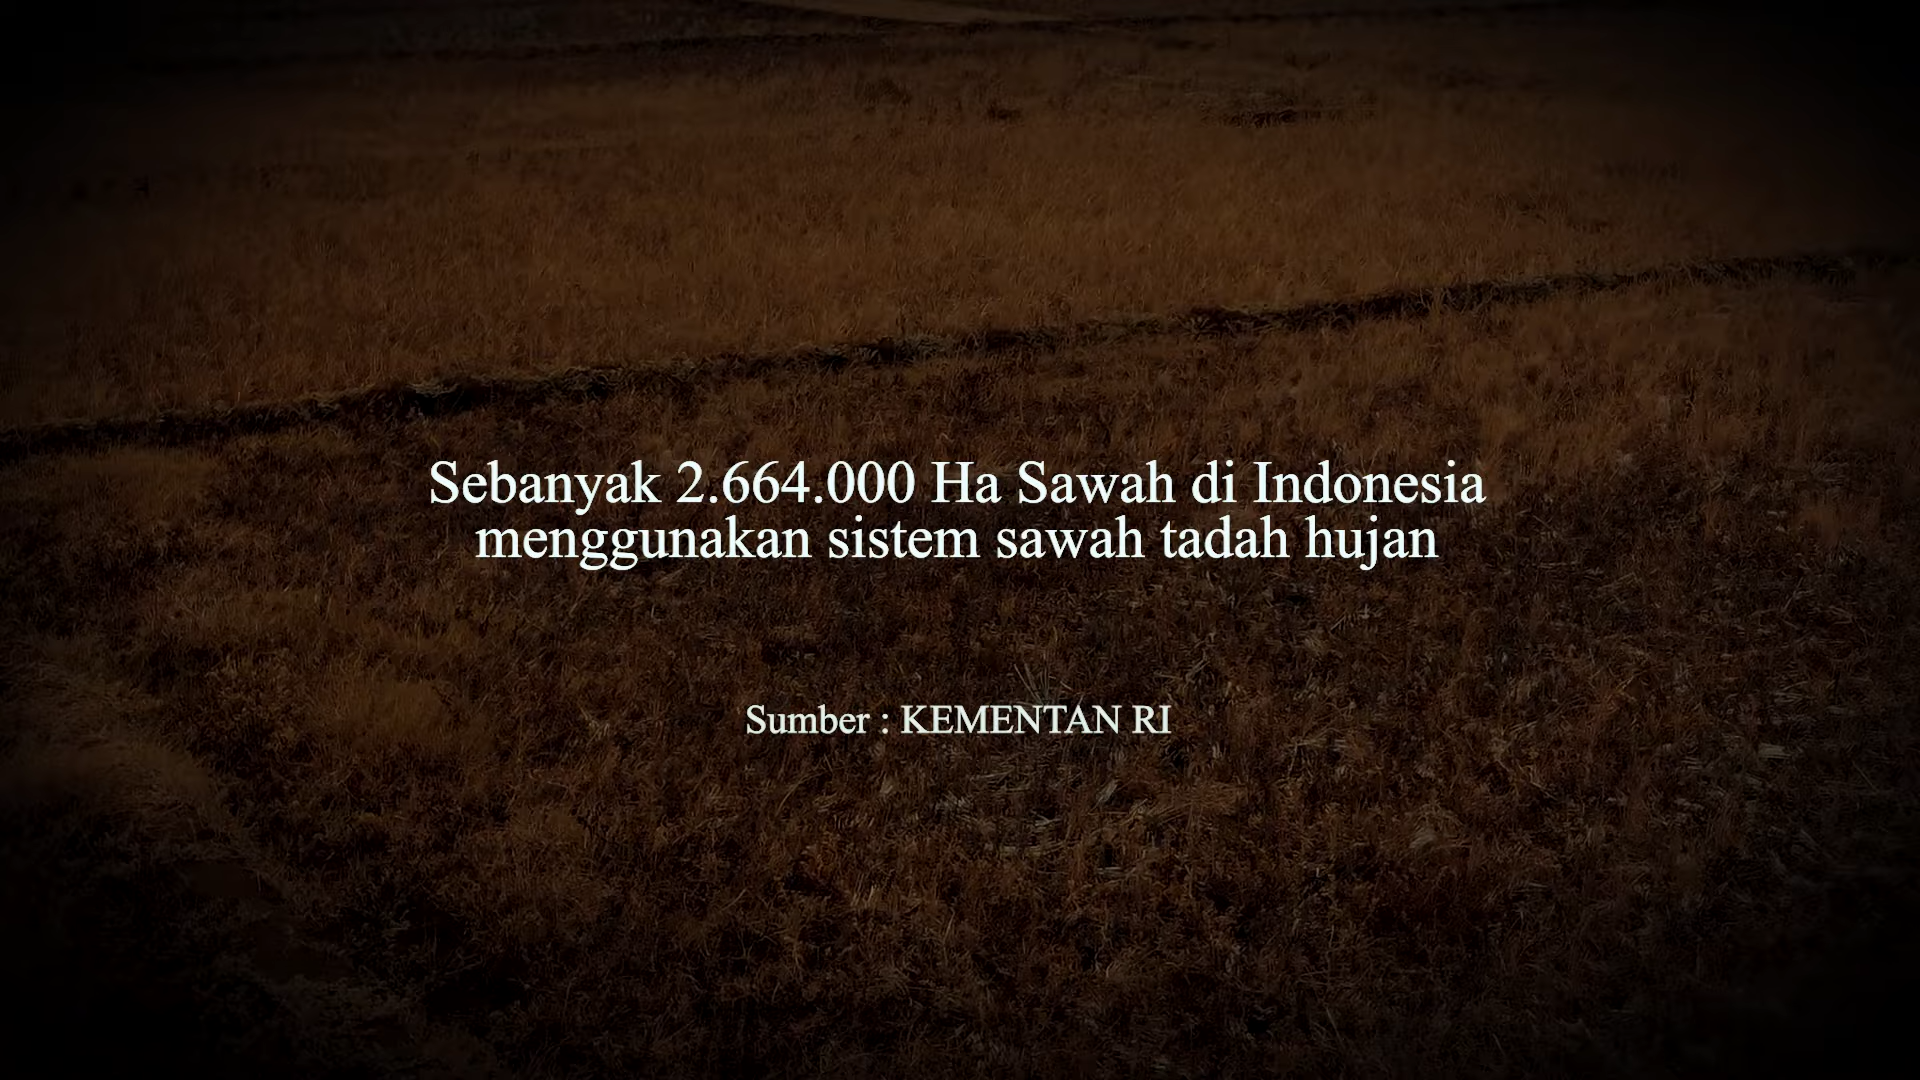 Sebanyak 2.664.000 Ha Sawah di Indonesia
menggunakan sistem sawah tadah hujan
Sumber : KEMENTAN RI